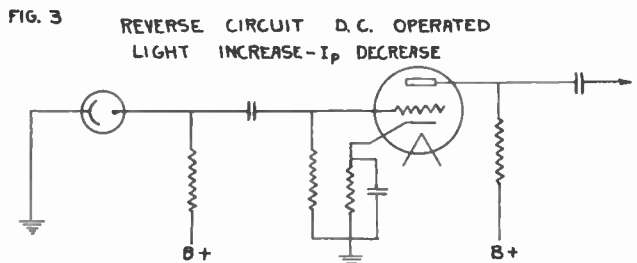 FIG. 3
REVERSE CIRCUIT D.C. OPERATED
LIGHT INCREASE-Ip DECREASE
B+
B+